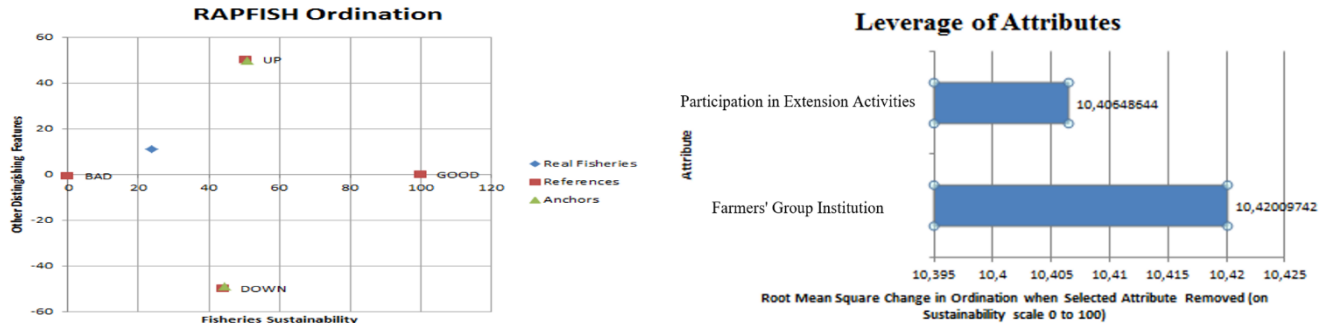 RAPFISH Ordination
60
UP
40
20
Other Distingshing Features
0
BAD
GOOD
0 20 40 60 80 100 120
-20
-40
DOWN
-60
Fisheries Sustainability
Real Fisheries
References
Anchors
Leverage of Attributes
Attribute
Participation in Extension Activities
10,40648644
Farmers' Group Institution
10,42009742
10,395 10,4 10,405 10,41 10,415 10,42 10,425
Root Mean Square Change in Ordination when Selected Attribute Removed (on
Sustainability scale 0 to 100)